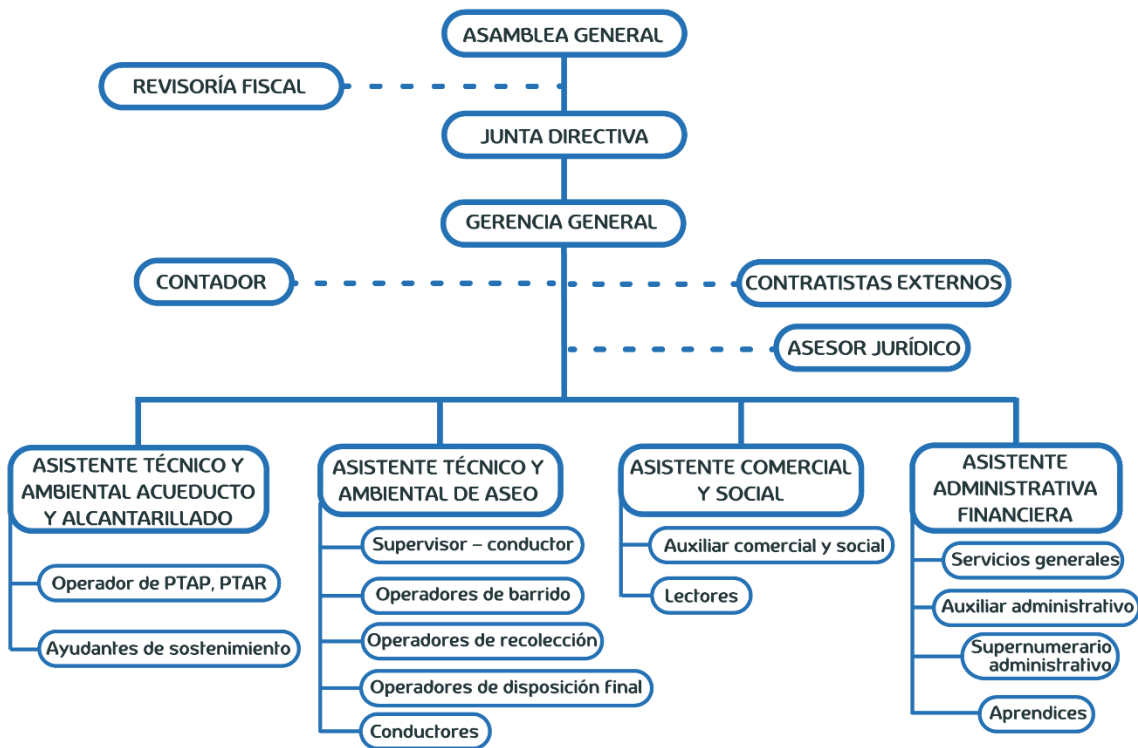 ASAMBLEA GENERAL
REVISORÍA FISCAL
JUNTA DIRECTIVA
GERENCIA GENERAL
CONTADOR
CONTRATISTAS EXTERNOS
ASESOR JURÍDICO
ASISTENTE TÉCNICO Y
AMBIENTAL ACUEDUCTO
Y ALCANTARILLADO
Operador de PTAP, PTAR
Ayudantes de sostenimiento
ASISTENTE TÉCNICO Y
AMBIENTAL DE ASEO
Supervisor – conductor
Operadores de barrido
Operadores de recolección
Operadores de disposición final
Conductores
ASISTENTE COMERCIAL
Y SOCIAL
Auxiliar comercial y social
Lectores
ASISTENTE
ADMINISTRATIVA
FINANCIERA
Servicios generales
Auxiliar administrativo
Supernumerario
administrativo
Aprendices